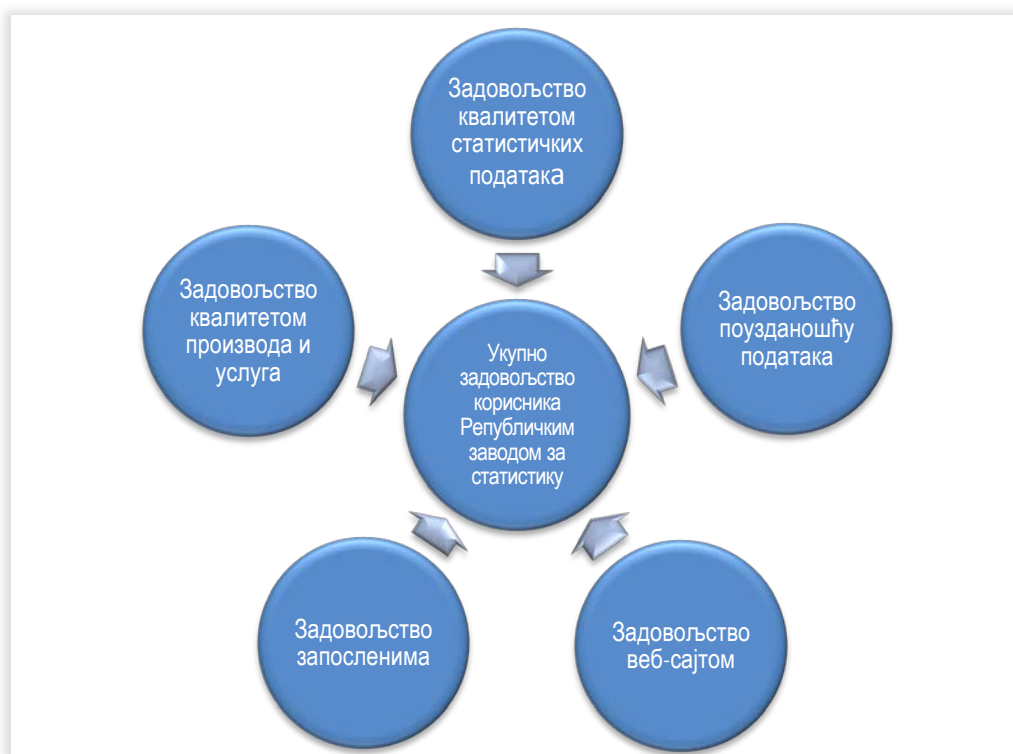 Задовољство
квалитетом
статистичких
података
Задовољство
квалитетом
производа и
услуга
Задовољство
поузданошћу
података
Укупно
задовољство
корисника
Републичким
заводом за
статистику
Задовољство
запосленима
Задовољство
веб-сајтом